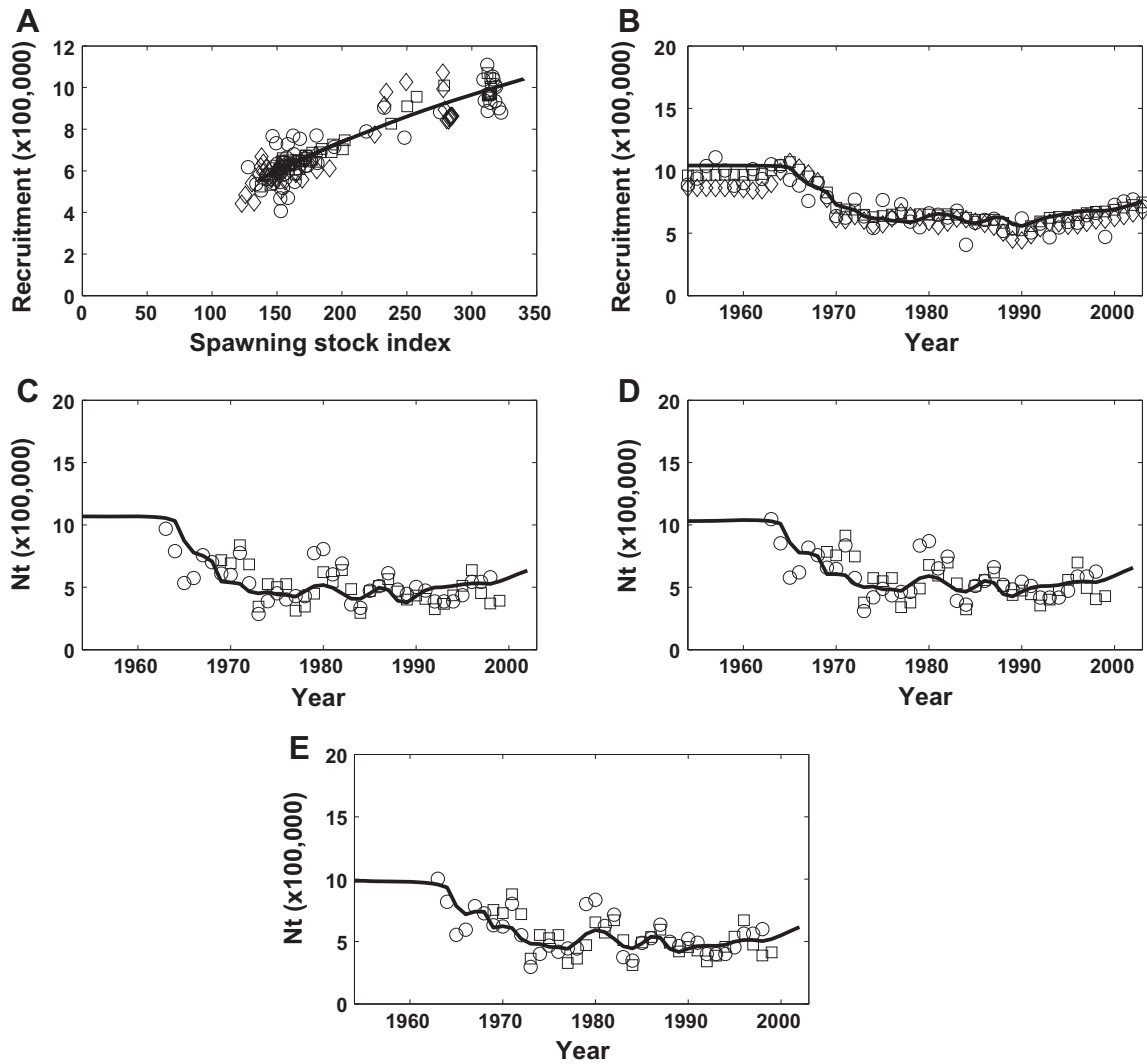 A
Recruitment (x100,000)
12
10
8
6
4
2
0
0 50 100 150 200 250 300 350
Spawning stock index
B
Recruitment (x100,000)
20
15
10
5
0
1960 1970 1980 1990 2000
Year
C
Nt (x100,000)
20
15
10
5
0
1960 1970 1980 1990 2000
Year
D
Nt (x100,000)
20
15
10
5
0
1960 1970 1980 1990 2000
Year
E
Nt (x100,000)
20
15
10
5
0
1960 1970 1980 1990 2000
Year